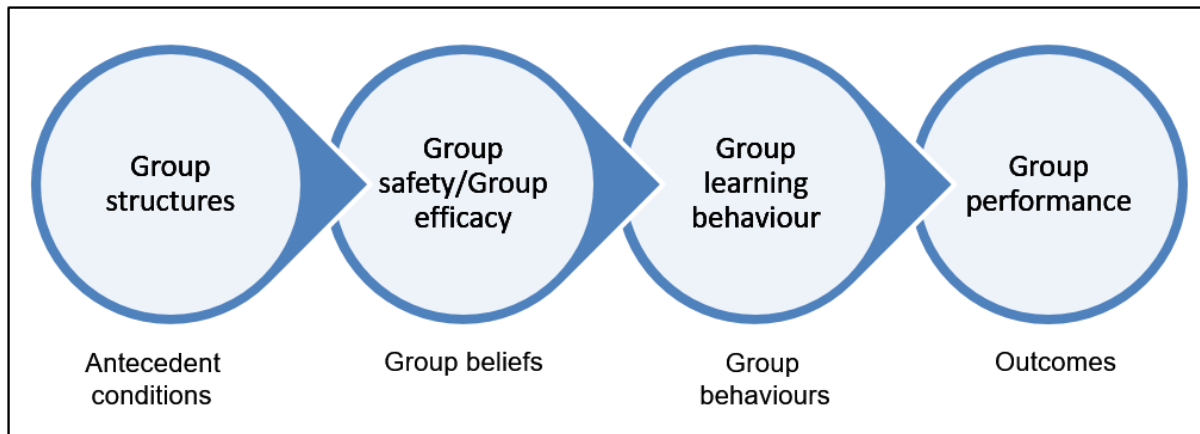 Group
structures
Group
safety/Group
efficacy
Group
learning
behaviour
Group
performance
Antecedent
conditions
Group beliefs
Group
behaviours
Outcomes